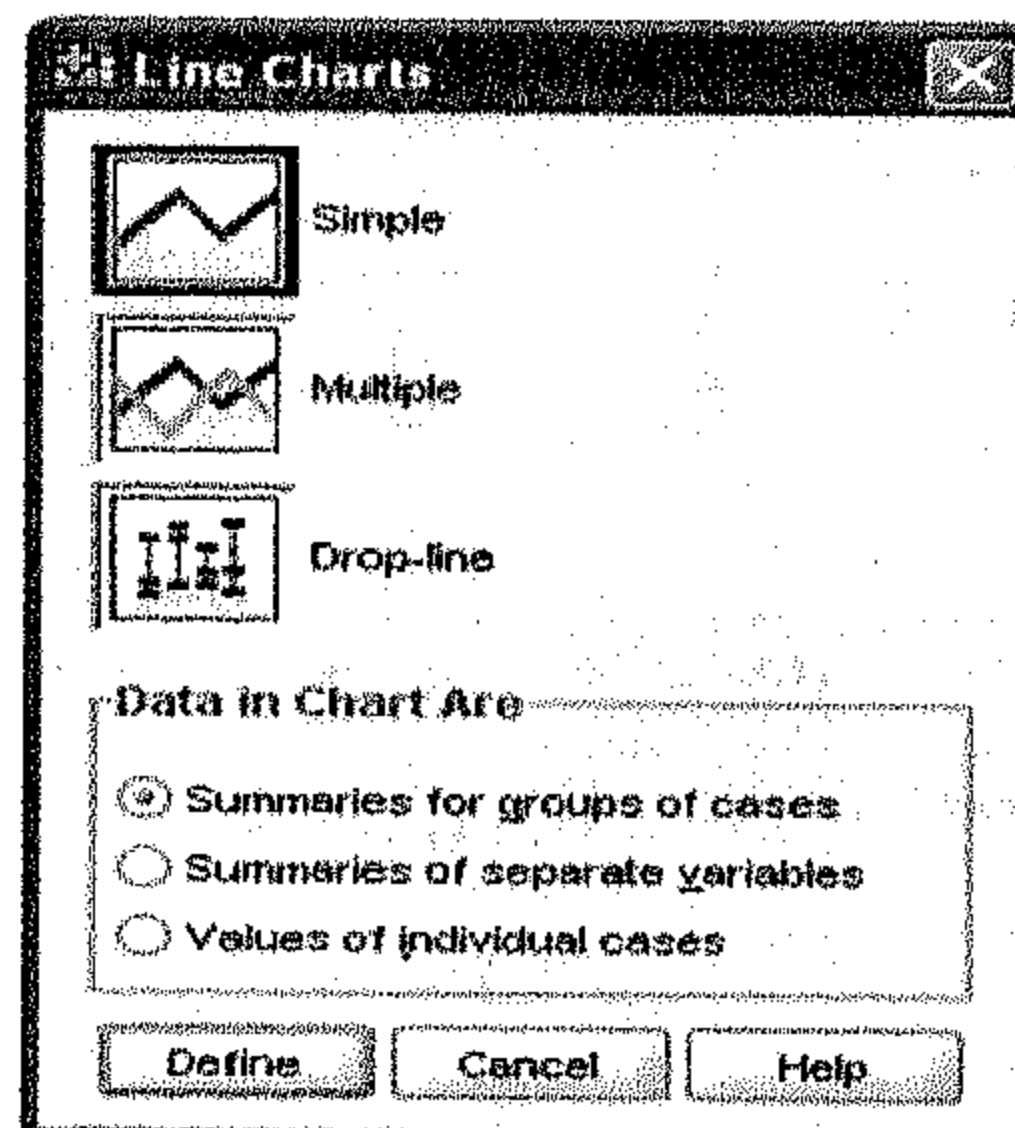 Line Charts
Simple
Multiple
Drop-line
Data in Chart Are
Summaries for groups of cases
Summaries of separate variables
Values of individual cases
Define
Cancel
Help